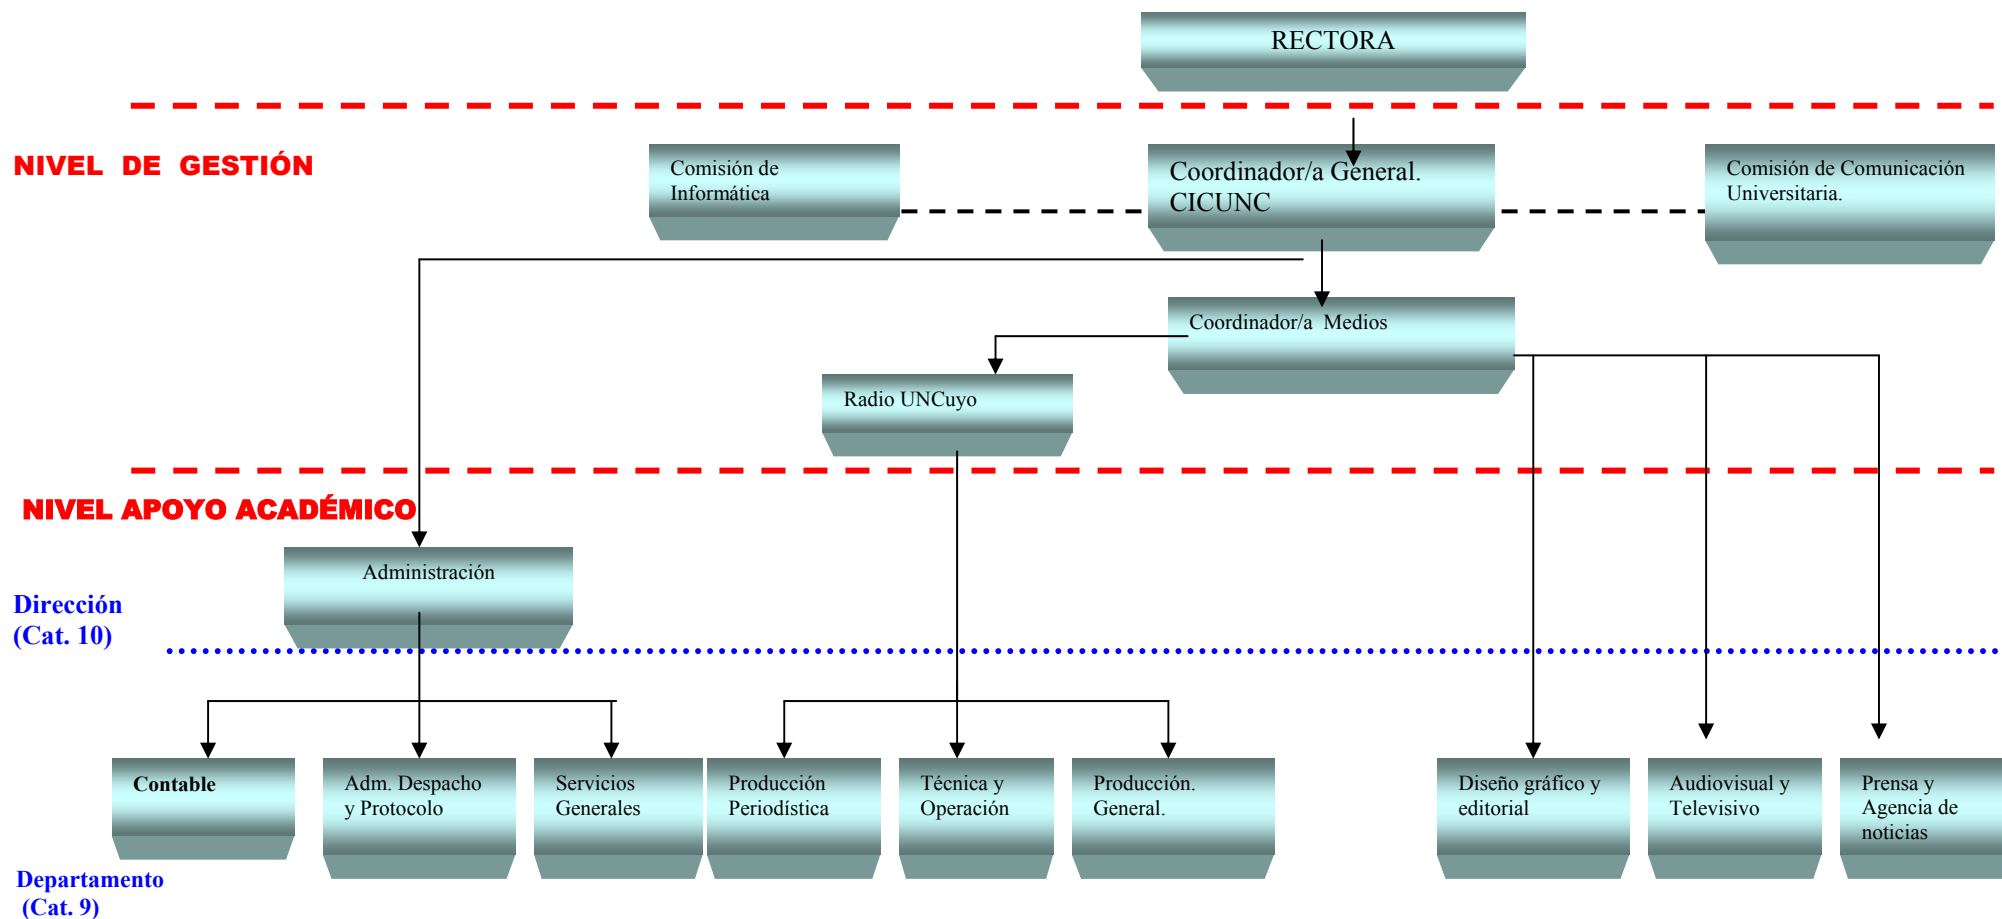 RECTORA
NIVEL DE GESTIÓN
Comisión de
Informática
Coordinador/a General.
CICUNC
Comisión de Comunicación
Universitaria.
Coordinador/a Medios
Radio UNCuyo
NIVEL APOYO ACADÉMICO
Administración
Dirección
(Cat. 10)
Contable
Adm. Despacho
y Protocolo
Servicios
Generales
Producción
Periodística
Técnica y
Operación
Producción.
General.
Diseño gráfico y
editorial
Audiovisual y
Televisivo
Prensa y
Agencia de
noticias
Departamento
(Cat. 9)